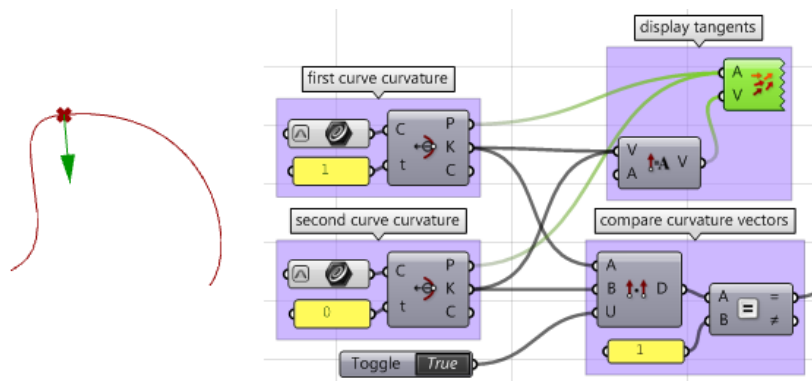 display tangents
A
V
first curve curvature
C
t
P
K
C
1
V
A
A V
second curve curvature
C
t
P
K
C
0
compare curvature vectors
A
B
U
D
A
B
=
=
≠
1
Toggle True